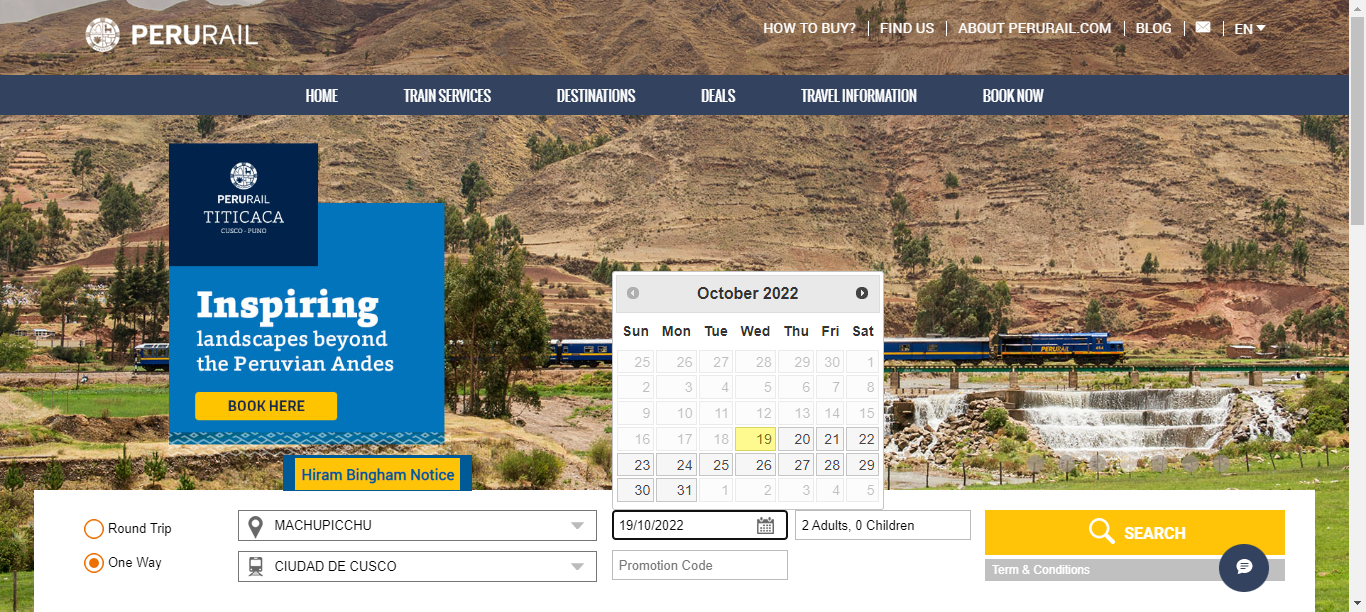 PERURAIL
HOW TO BUY?
FIND US
ABOUT PERURAIL.COM
BLOG
EN
HOME
TRAIN SERVICES
DESTINATIONS
DEALS
TRAVEL INFORMATION
BOOK NOW
PERURAIL
TITICACA
CUSCO - PUNO
Inspiring
landscapes beyond
the Peruvian Andes
BOOK HERE
Hiram Bingham Notice
PERURAIL
October 2022
Sun Mon Tue Wed Thu Fri Sat
25 26 27 28 29 30 1
2 3 4 5 6 7 8
9 10 11 12 13 14 15
16 17 18 19 20 21 22
23 24 25 26 27 28 29
30 31 1 2 3 4 5
Round Trip
One Way
MACHUPICCHU
CIUDAD DE CUSCO
19/10/2022
2 Adults, 0 Children
Promotion Code
SEARCH
Term & Conditions